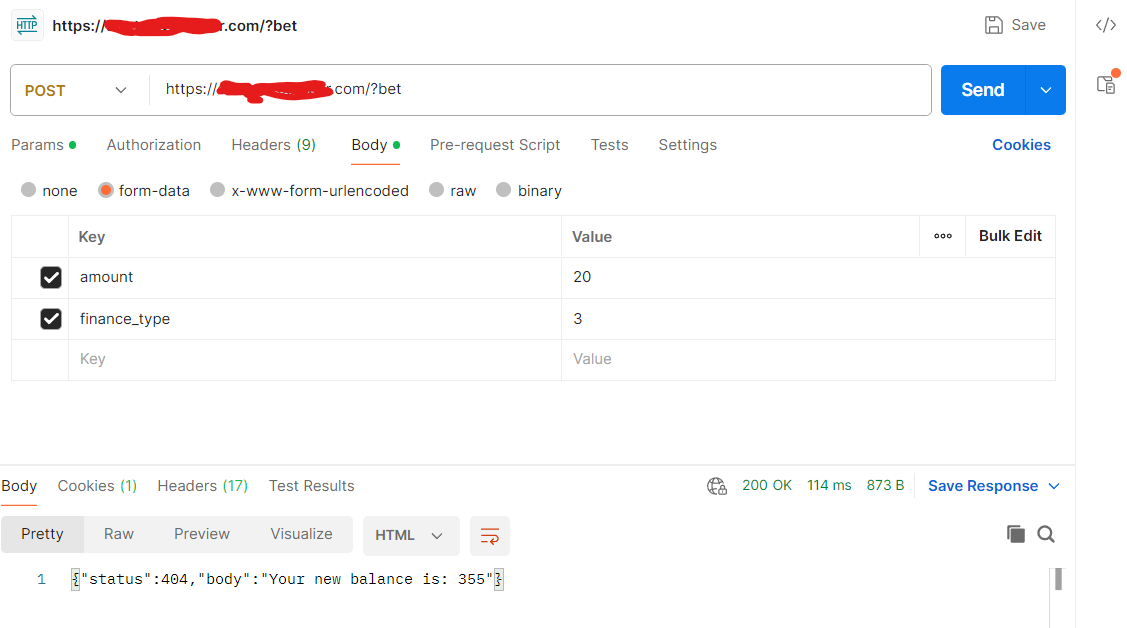 HTTP https:// .com/?bet Save
POST https:// .com/?bet Send
Params Authorization Headers (9) Body Pre-request Script Tests Settings Cookies
none form-data x-www-form-urlencoded raw binary
Key Value Bulk Edit
amount 20
finance_type 3
Key Value
Body Cookies (1) Headers (17) Test Results 200 OK 114 ms 873 B Save Response
Pretty Raw Preview Visualize HTML
1 {"status":404,"body":"Your new balance is: 355"}